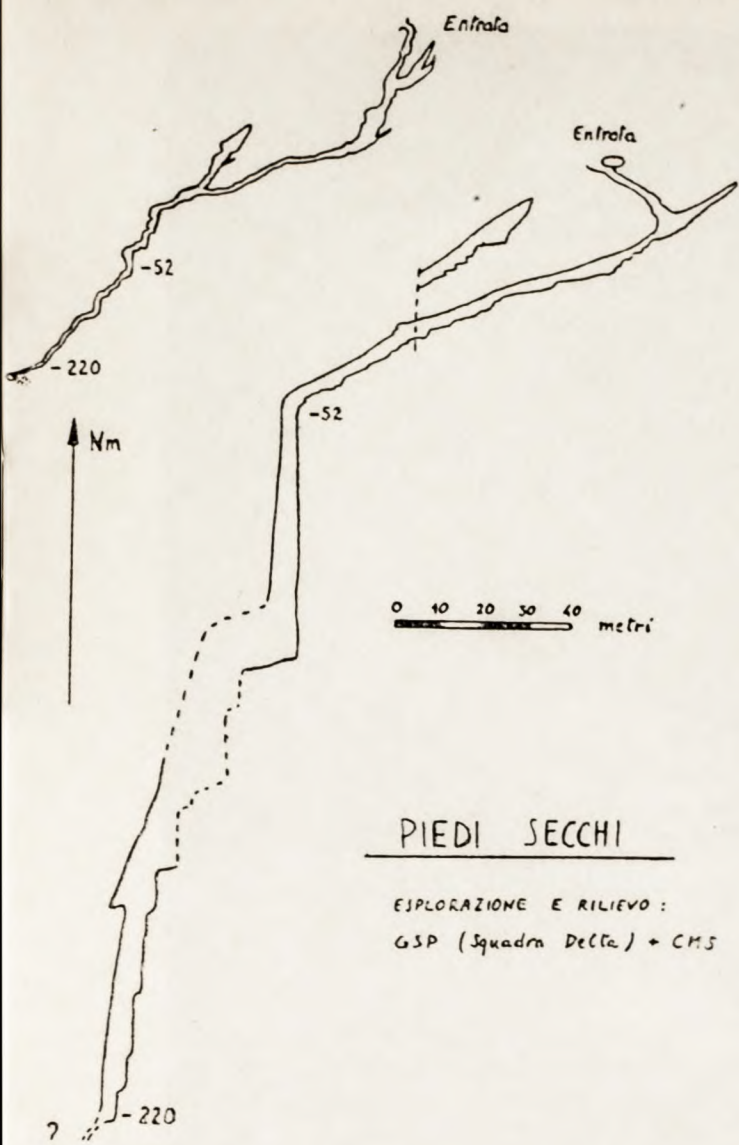 Entrata
Entrata
-52
-220
-52
Nm
0 10 20 30 40 metri
PIEDI SECCHI
ESPLORAZIONE E RILIEVO :
GSP (Squadra Delta) + CMS
-220
?